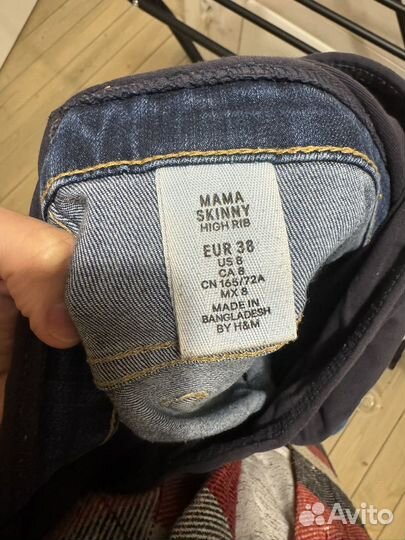 MAMA
SKINNY
HIGH RIB
EUR 38
US 8
CA 8
CN 165/72A
MX 8
MADE IN
BANGLADESH
BY H&M
Avito